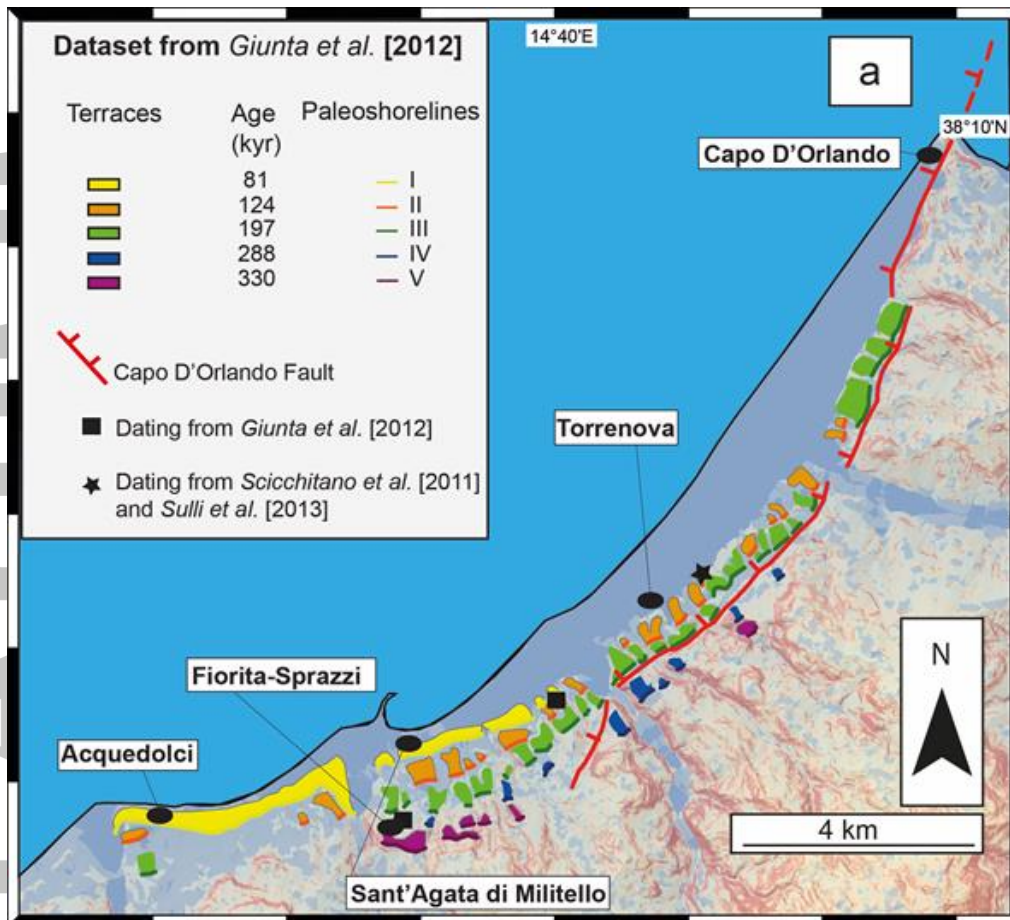 Dataset from Giunta et al. [2012]
Terraces Age (kyr) Paleoshorelines
81 I
124 II
197 III
288 IV
330 V
Capo D'Orlando Fault
Dating from Giunta et al. [2012]
Dating from Scicchitano et al. [2011]
and Sulli et al. [2013]
14°40'E
a
38°10'N
Capo D'Orlando
Torrenova
Fiorita-Sprazzi
Acquedolci
Sant'Agata di Militello
N
4 km